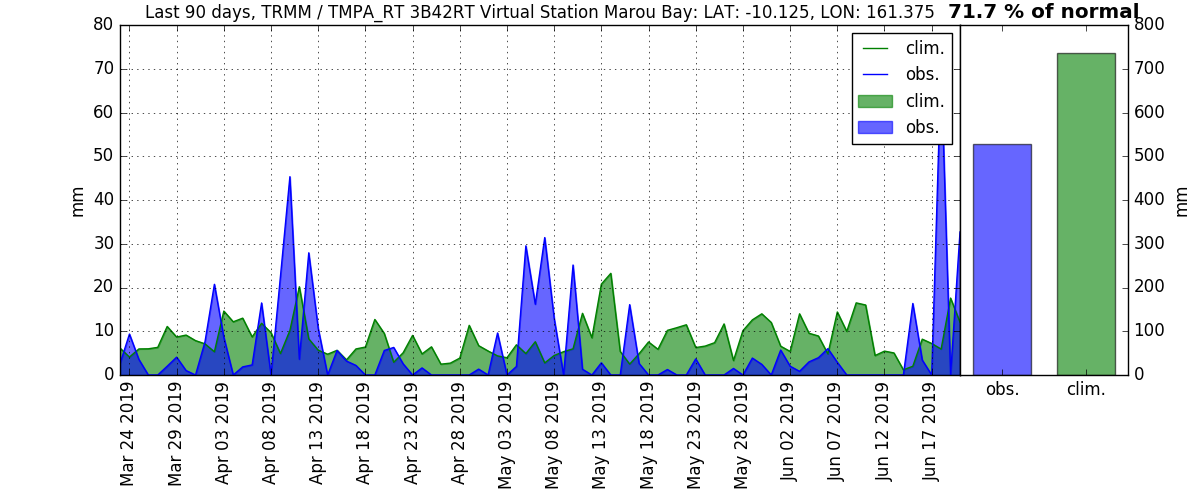 Last 90 days, TRMM / TMPA_RT 3B42RT Virtual Station Marou Bay: LAT: -10.125, LON: 161.375 71.7 % of normal
80
70
60
50
40
30
20
10
0
mm
clim.
obs.
clim.
obs.
800
700
600
500
400
300
200
100
0
mm
obs.
clim.
Mar 24 2019
Mar 29 2019
Apr 03 2019
Apr 08 2019
Apr 13 2019
Apr 18 2019
Apr 23 2019
Apr 28 2019
May 03 2019
May 08 2019
May 13 2019
May 18 2019
May 23 2019
May 28 2019
Jun 02 2019
Jun 07 2019
Jun 12 2019
Jun 17 2019